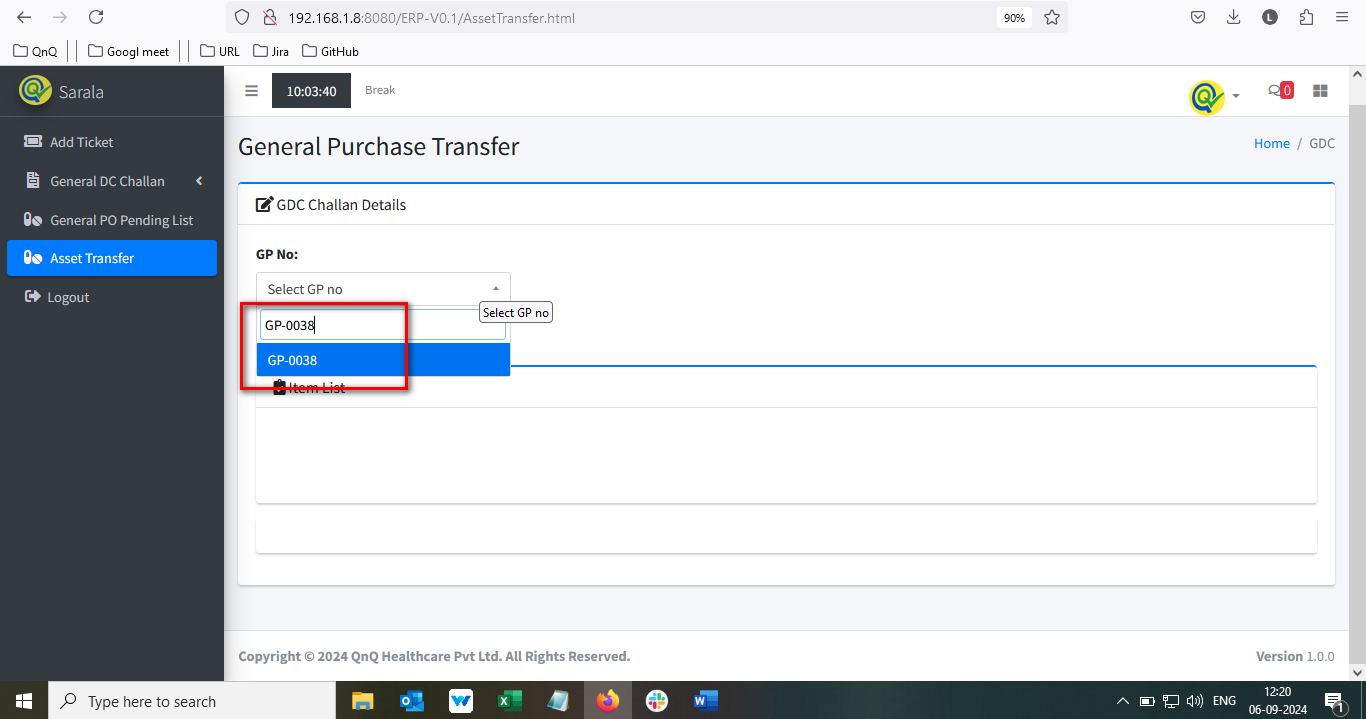 192.168.1.8:8080/ERP-V0.1/AssetTransfer.html
90%
L
QnQ
Googl meet
URL
Jira
GitHub
Sarala
10:03:40
Break
0
Add Ticket
General DC Challan
General PO Pending List
Asset Transfer
Logout
General Purchase Transfer
Home / GDC
GDC Challan Details
GP No:
Select GP no
Select GP no
GP-0038
GP-0038
Item List
Copyright © 2024 QnQ Healthcare Pvt Ltd. All Rights Reserved.
Version 1.0.0
Type here to search
ENG
12:20
06-09-2024
1